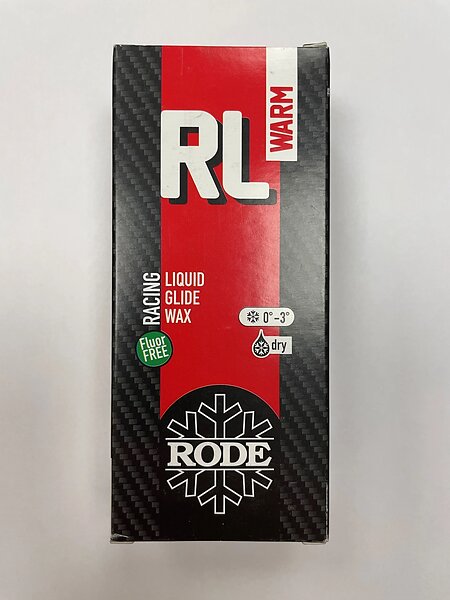 WARM
RL
RACING
LIQUID
GLIDE
WAX
0°-3°
Fluor
FREE
dry
RODE